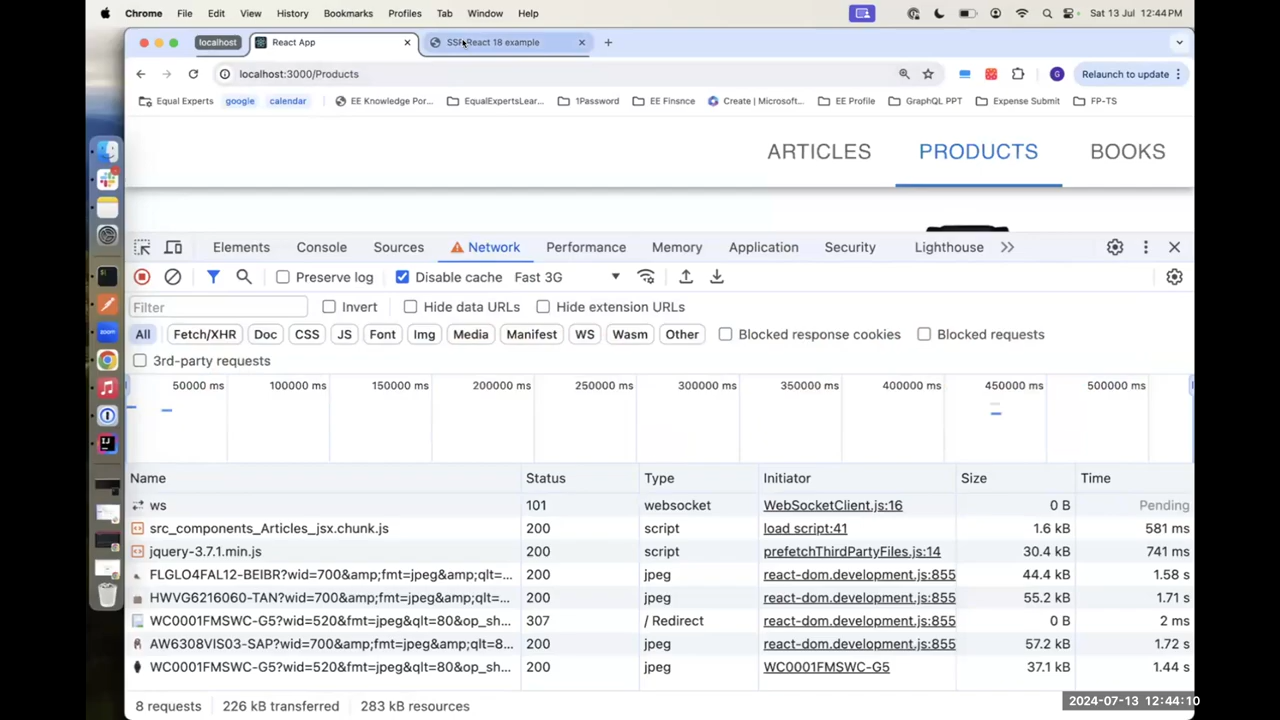 Chrome File Edit View History Bookmarks Profiles Tab Window Help Sat 13 Jul 12:44PM
localhost React App SSR React 18 example
localhost:3000/Products G Relaunch to update
Equal Experts google calendar EE Knowledge Por... EqualExpertsLear... 1Password EE Finsnce Create | Microsoft... EE Profile GraphQL PPT Expense Submit FP-TS
ARTICLES PRODUCTS BOOKS
Elements Console Sources Network Performance Memory Application Security Lighthouse
Preserve log Disable cache Fast 3G
Filter Invert Hide data URLs Hide extension URLs
All Fetch/XHR Doc CSS JS Font Img Media Manifest WS Wasm Other Blocked response cookies Blocked requests
3rd-party requests
50000 ms 100000 ms 150000 ms 200000 ms 250000 ms 300000 ms 350000 ms 400000 ms 450000 ms 500000 ms
Name Status Type Initiator Size Time
ws 101 websocket WebSocketClient.js:16 0 B Pending
src_components_Articles_jsx.chunk.js 200 script load script:41 1.6 kB 581 ms
jquery-3.7.1.min.js 200 script prefetchThirdPartyFiles.js:14 30.4 kB 741 ms
FLGLO4FAL12-BEIBR?wid=700&amp;fmt=jpeg&amp;qlt=... 200 jpeg react-dom.development.js:855 44.4 kB 1.58 s
HWVG6216060-TAN?wid=700&amp;fmt=jpeg&amp;qlt=... 200 jpeg react-dom.development.js:855 55.2 kB 1.71 s
WC0001FMSWC-G5?wid=520&fmt=jpeg&qlt=80&op_sh... 307 / Redirect react-dom.development.js:855 0 B 2 ms
AW6308VIS03-SAP?wid=700&amp;fmt=jpeg&amp;qlt=8... 200 jpeg react-dom.development.js:855 57.2 kB 1.72 s
WC0001FMSWC-G5?wid=520&fmt=jpeg&qlt=80&op_sh... 200 jpeg WC0001FMSWC-G5 37.1 kB 1.44 s
8 requests 226 kB transferred 283 kB resources
2024-07-13 12:44:10